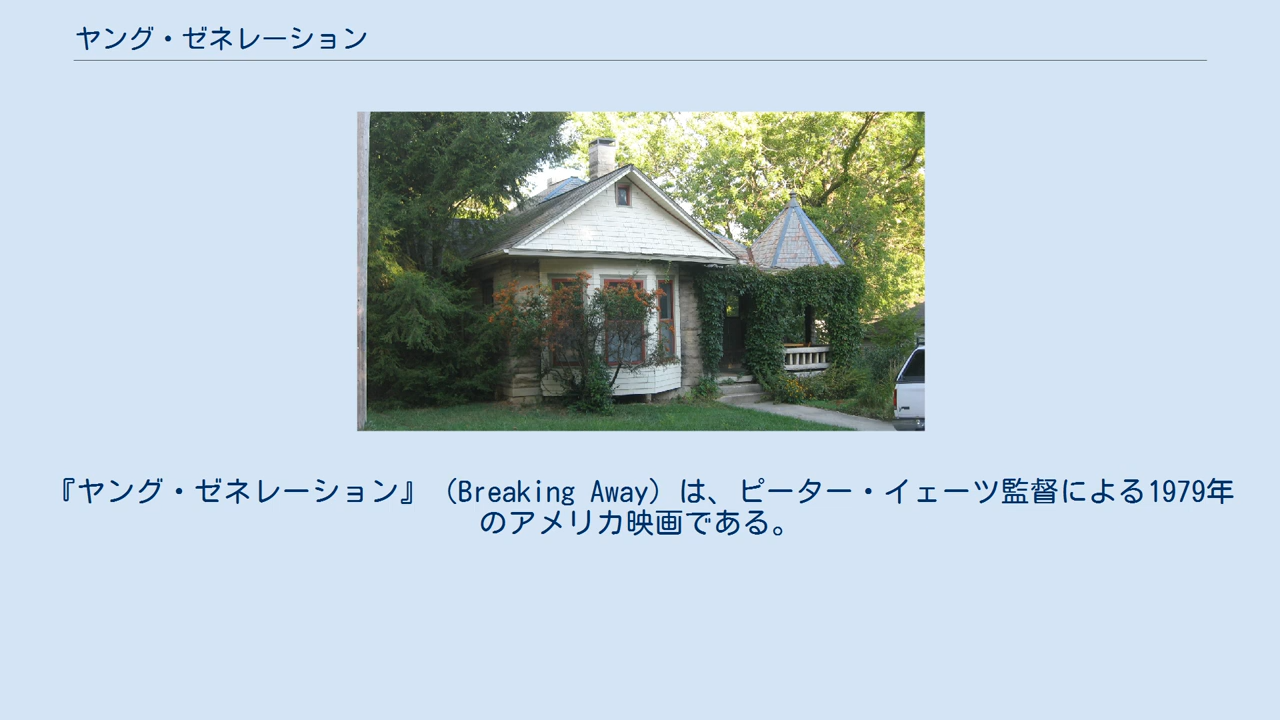 ヤング・ゼネレーション
『ヤング・ゼネレーション』（Breaking Away）は、ピーター・イェーツ監督による1979年
のアメリカ映画である。